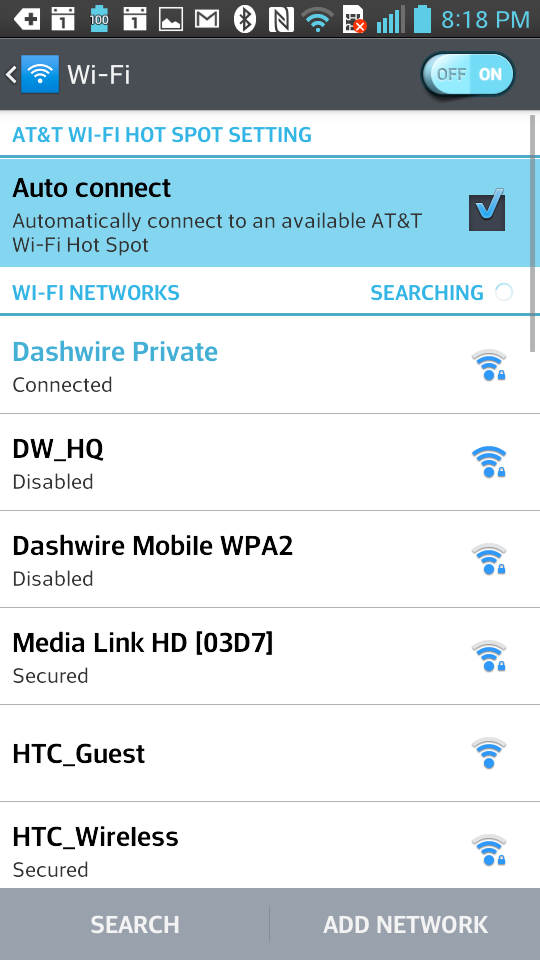 1 100 1 8:18 PM
Wi-Fi OFF ON
AT&T WI-FI HOT SPOT SETTING
Auto connect
Automatically connect to an available AT&T
Wi-Fi Hot Spot
WI-FI NETWORKS SEARCHING
Dashwire Private
Connected
DW_HQ
Disabled
Dashwire Mobile WPA2
Disabled
Media Link HD [03D7]
Secured
HTC_Guest
HTC_Wireless
Secured
SEARCH ADD NETWORK